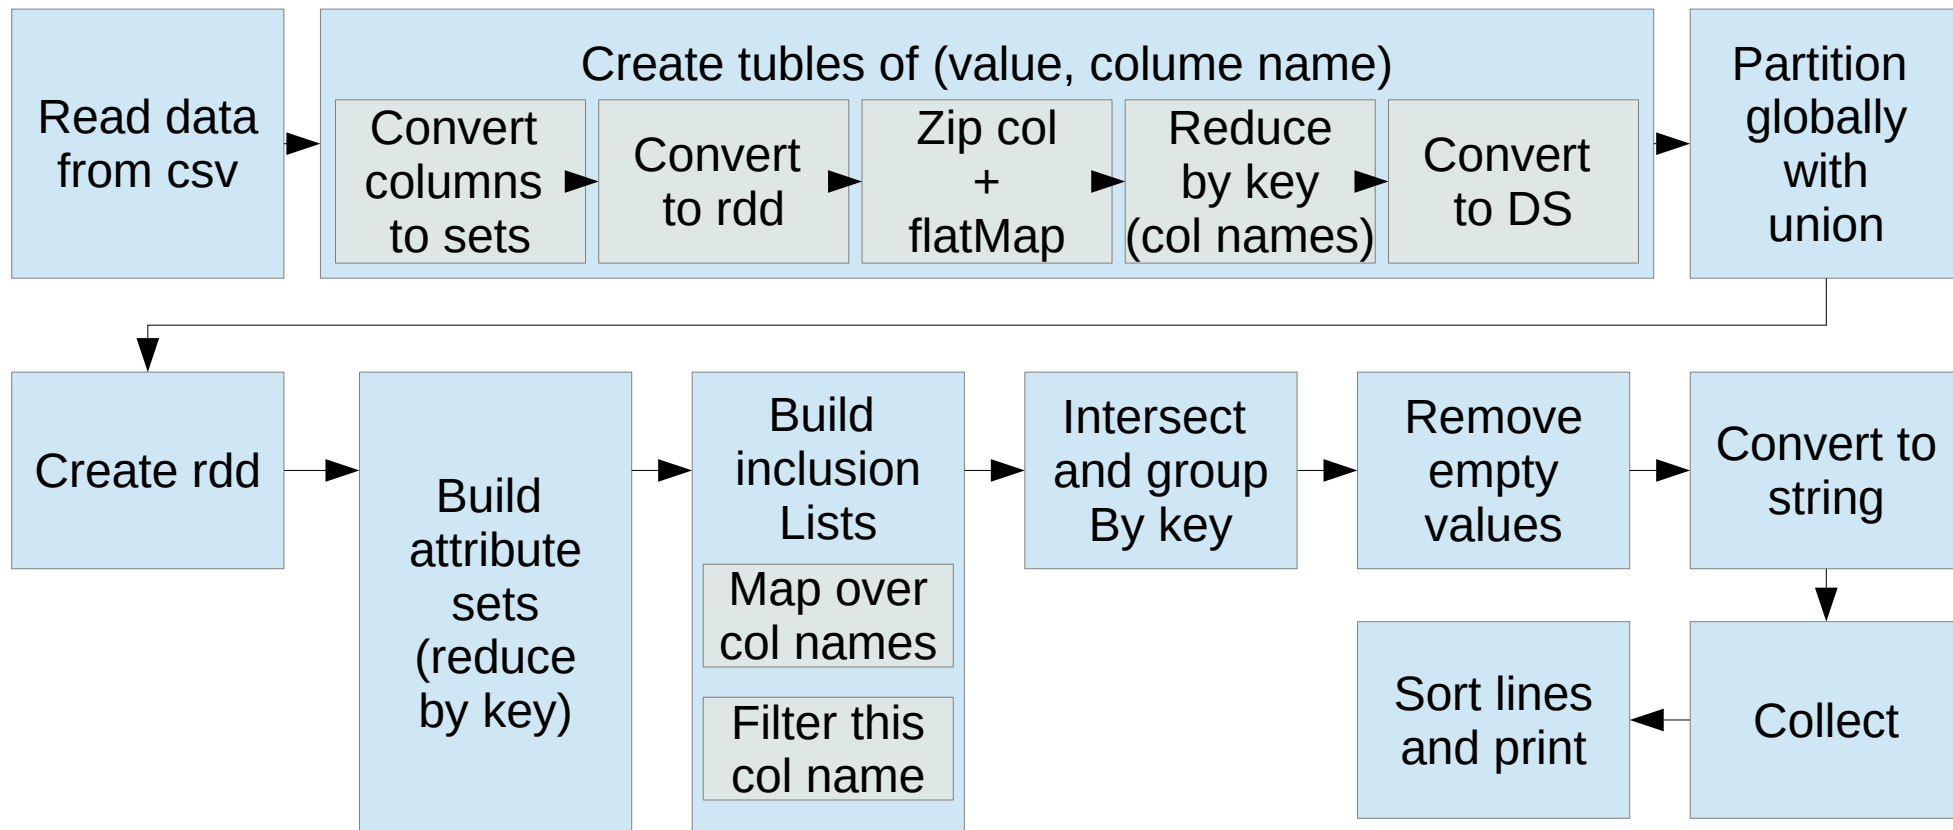 Read data
from csv
Create tubles of (value, colume name)
Convert
columns
to sets
Convert
to rdd
Zip col
+
flatMap
Reduce
by key
(col names)
Convert
to DS
Partition
globally
with
union
Create rdd
Build
attribute
sets
(reduce
by key)
Build
inclusion
Lists
Map over
col names
Filter this
col name
Intersect
and group
By key
Remove
empty
values
Convert to
string
Collect
Sort lines
and print